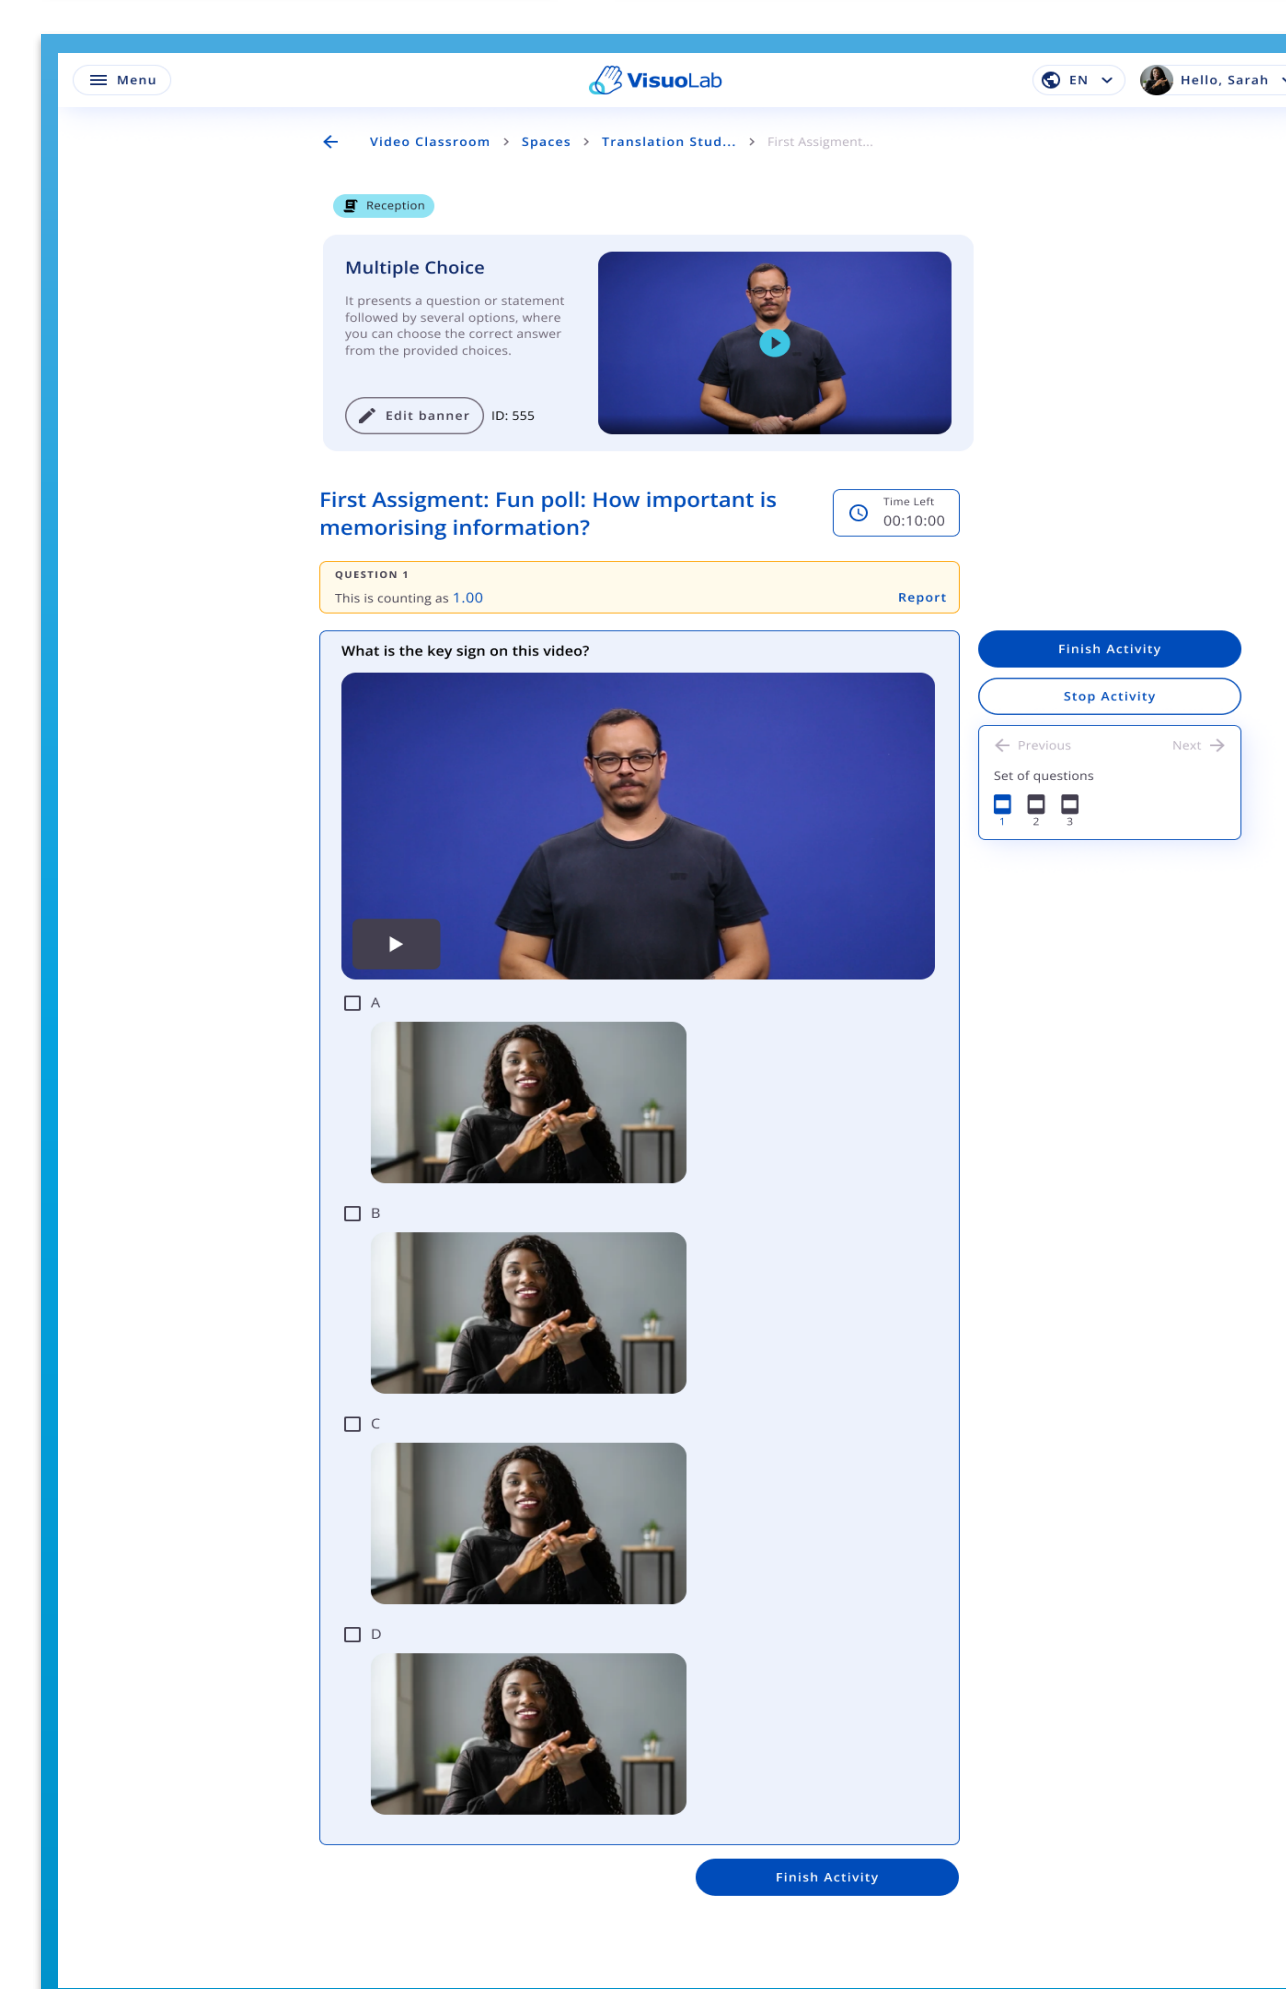 Menu
VisuoLab
EN
Hello, Sarah
Video Classroom > Spaces > Translation Stud... > First Assigment...
Reception
Multiple Choice
It presents a question or statement
followed by several options, where
you can choose the correct answer
from the provided choices.
Edit banner
ID: 555
First Assigment: Fun poll: How important is
memorising information?
Time Left
00:10:00
QUESTION 1
This is counting as 1.00
Report
What is the key sign on this video?
A
B
C
D
Finish Activity
Finish Activity
Stop Activity
Previous
Next
Set of questions
1 2 3